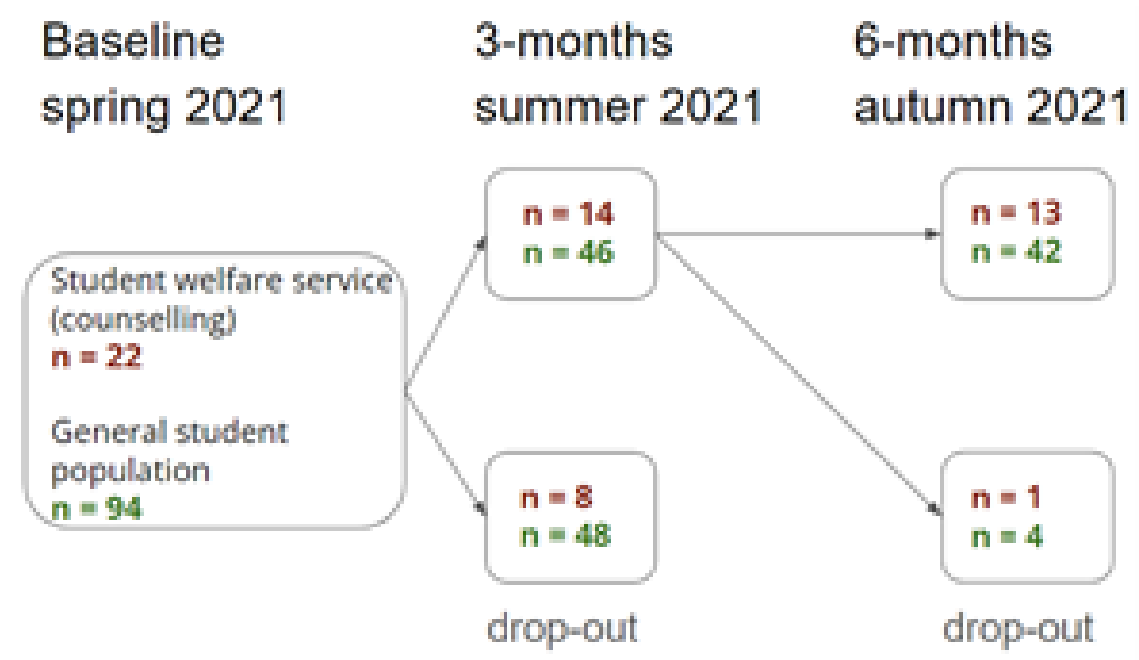 Baseline
spring 2021
3-months
summer 2021
6-months
autumn 2021
Student welfare service
(counselling)
n = 22
General student
population
n = 94
n = 14
n = 46
n = 8
n = 48
drop-out
n = 13
n = 42
n = 1
n = 4
drop-out